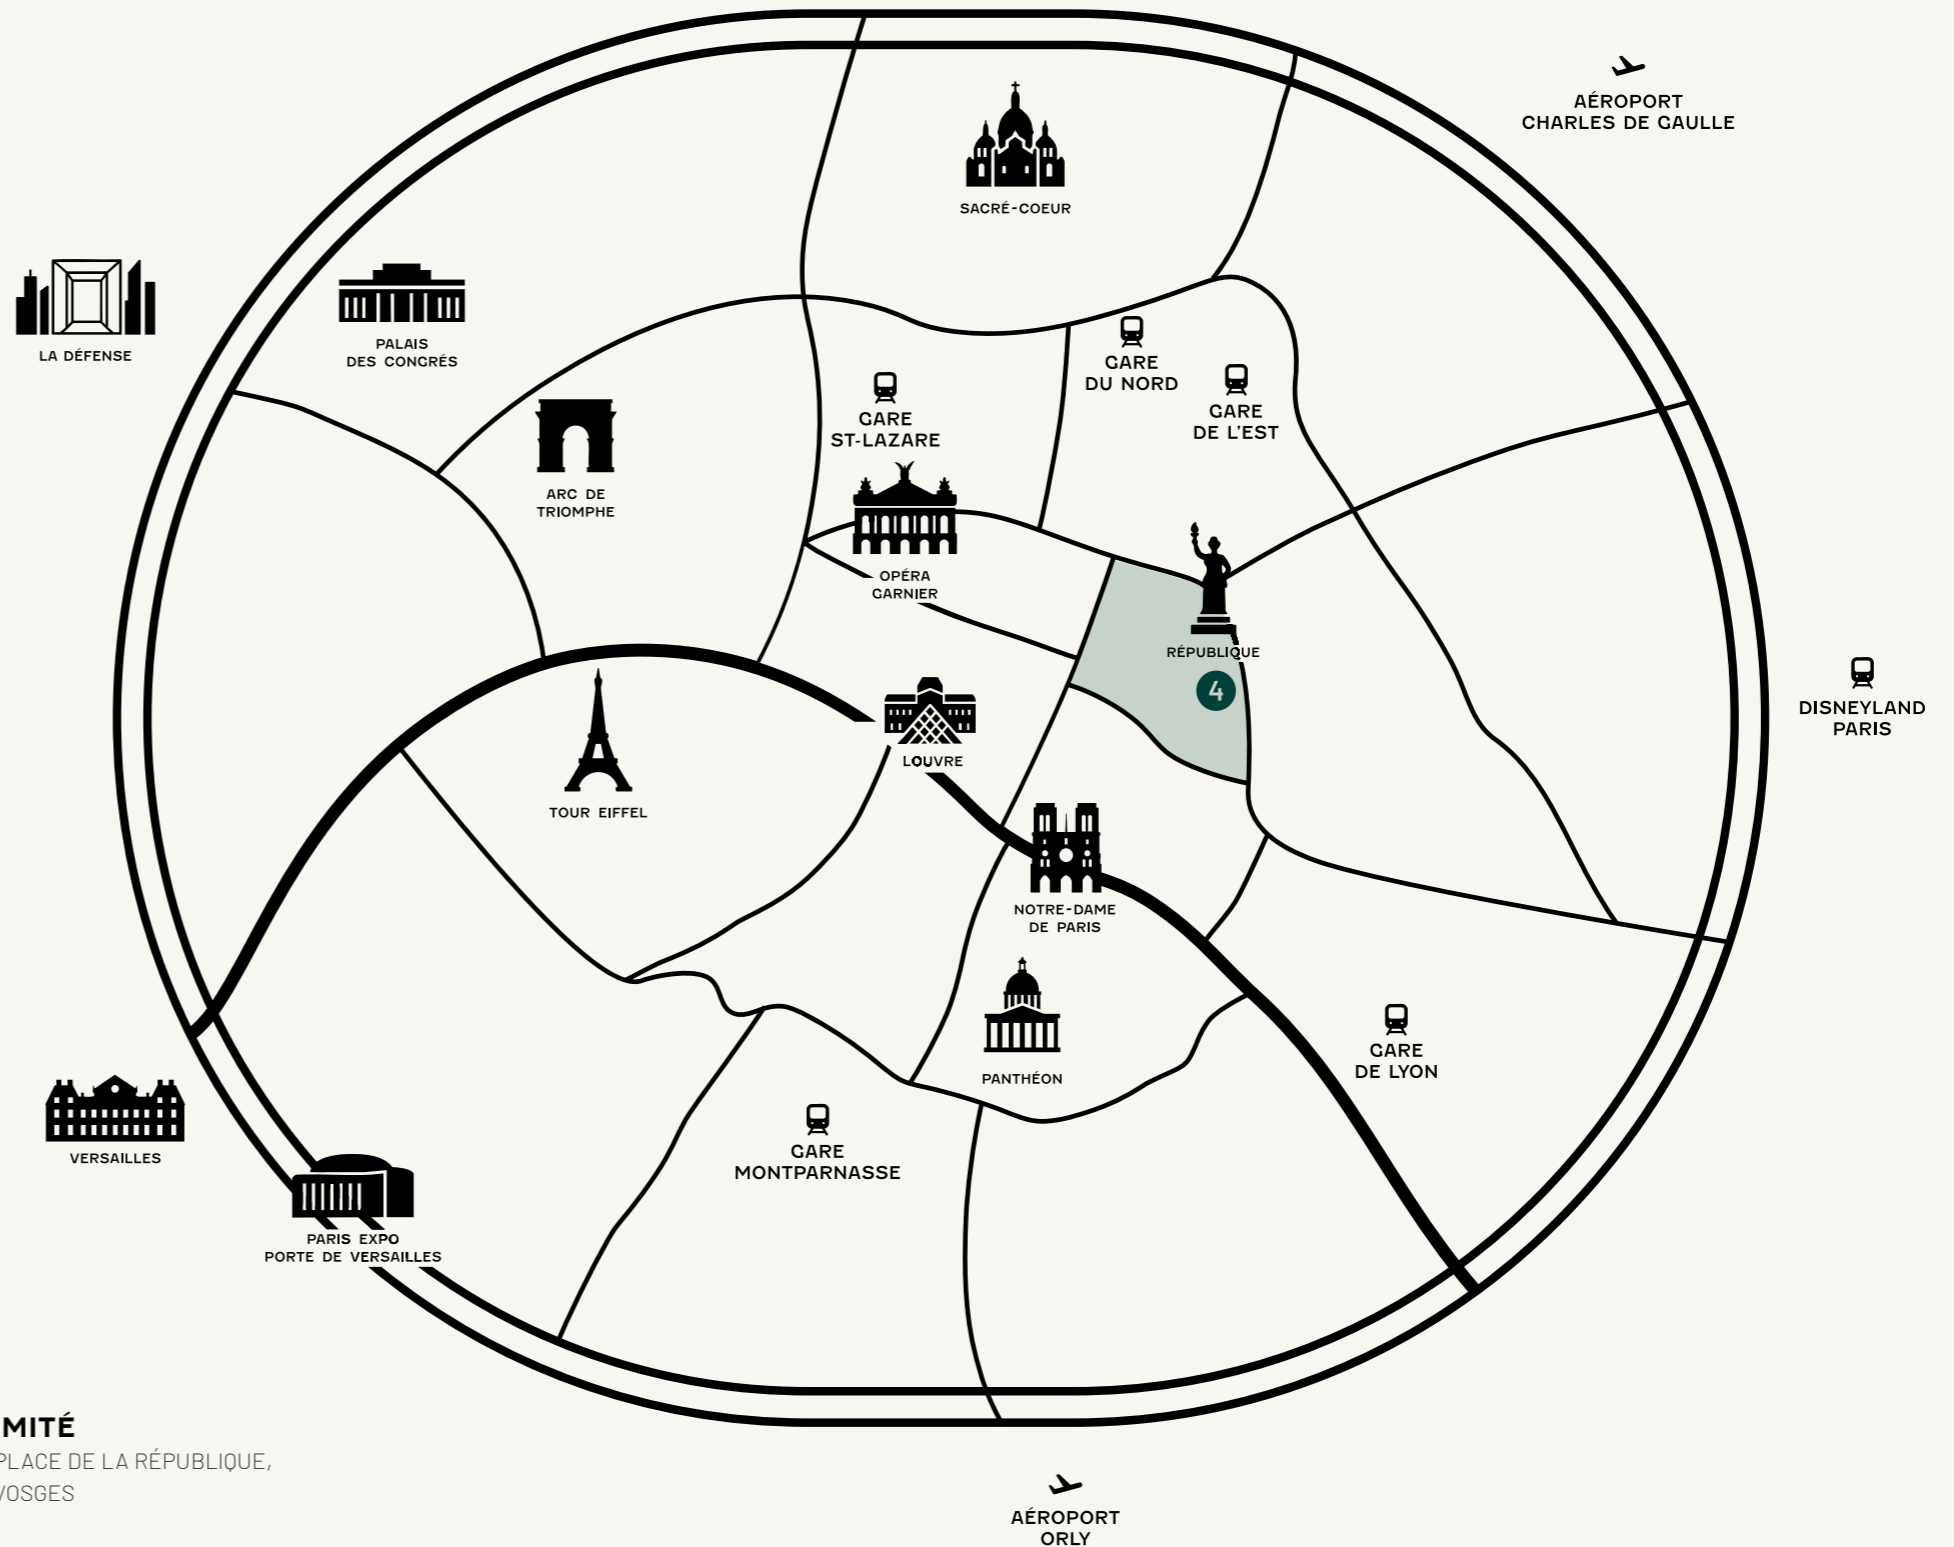 AÉROPORT
CHARLES DE GAULLE
SACRÉ-COEUR
LA DÉFENSE
PALAIS
DES CONGRÉS
GARE
DU NORD
GARE
DE L'EST
GARE
ST-LAZARE
ARC DE
TRIOMPHE
OPÉRA
GARNIER
RÉPUBLIQUE
4
DISNEYLAND
PARIS
LOUVRE
TOUR EIFFEL
NOTRE-DAME
DE PARIS
GARE
DE LYON
PANTHÉON
GARE
MONTPARNASSE
VERSAILLES
PARIS EXPO
PORTE DE VERSAILLES
MITÉ
PLACE DE LA RÉPUBLIQUE,
VOSGES
AÉROPORT
ORLY